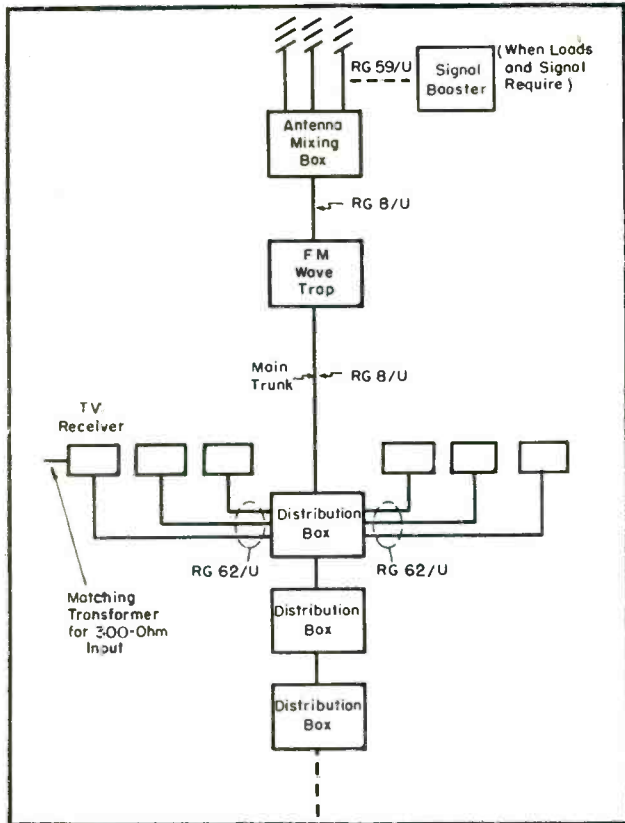 RG 59/U
Signal
Booster
(When Loads
and Signal
Require)
Antenna
Mixing
Box
RG 8/U
FM
Wave
Trap
Main
Trunk
RG 8/U
TV
Receiver
Distribution
Box
RG 62/U
RG 62/U
Matching
Transformer
for 300-Ohm
Input
Distribution
Box
Distribution
Box